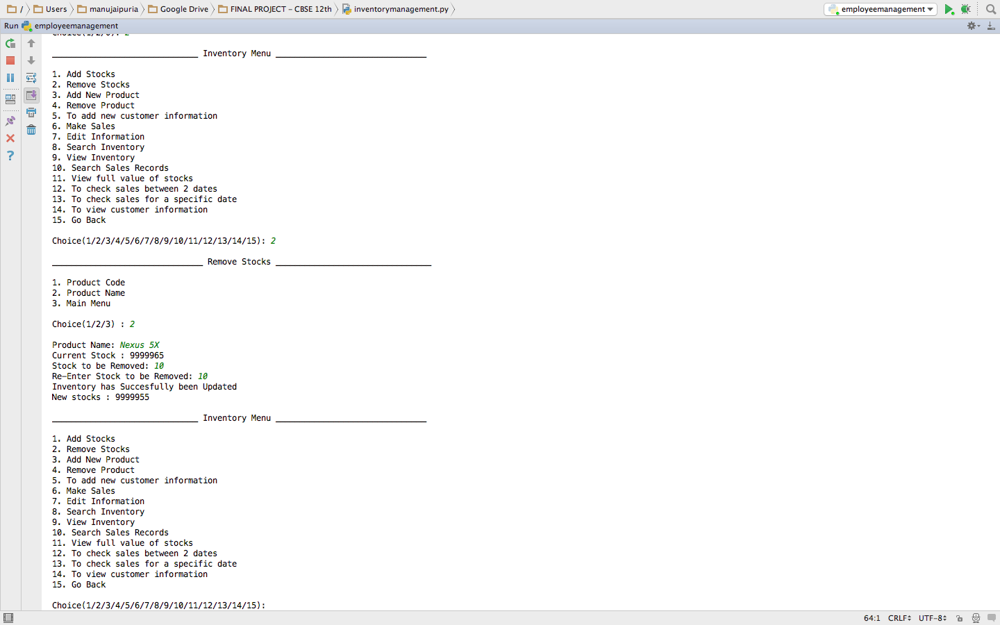 / Users manujaipuria Google Drive FINAL PROJECT – CBSE 12th inventorymanagement.py employeemanagement
Run employeemanagement
Choice(1/2/3): 2
____________________________ Inventory Menu ____________________________
1. Add Stocks
2. Remove Stocks
3. Add New Product
4. Remove Product
5. To add new customer information
6. Make Sales
7. Edit Information
8. Search Inventory
9. View Inventory
10. Search Sales Records
11. View full value of stocks
12. To check sales between 2 dates
13. To check sales for a specific date
14. To view customer information
15. Go Back
Choice(1/2/3/4/5/6/7/8/9/10/11/12/13/14/15): 2
____________________________ Remove Stocks ____________________________
1. Product Code
2. Product Name
3. Main Menu
Choice(1/2/3) : 2
Product Name: Nexus 5X
Current Stock : 9999965
Stock to be Removed: 10
Re-Enter Stock to be Removed: 10
Inventory has Succesfully been Updated
New stocks : 9999955
____________________________ Inventory Menu ____________________________
1. Add Stocks
2. Remove Stocks
3. Add New Product
4. Remove Product
5. To add new customer information
6. Make Sales
7. Edit Information
8. Search Inventory
9. View Inventory
10. Search Sales Records
11. View full value of stocks
12. To check sales between 2 dates
13. To check sales for a specific date
14. To view customer information
15. Go Back
Choice(1/2/3/4/5/6/7/8/9/10/11/12/13/14/15):
64:1 CRLF UTF-8